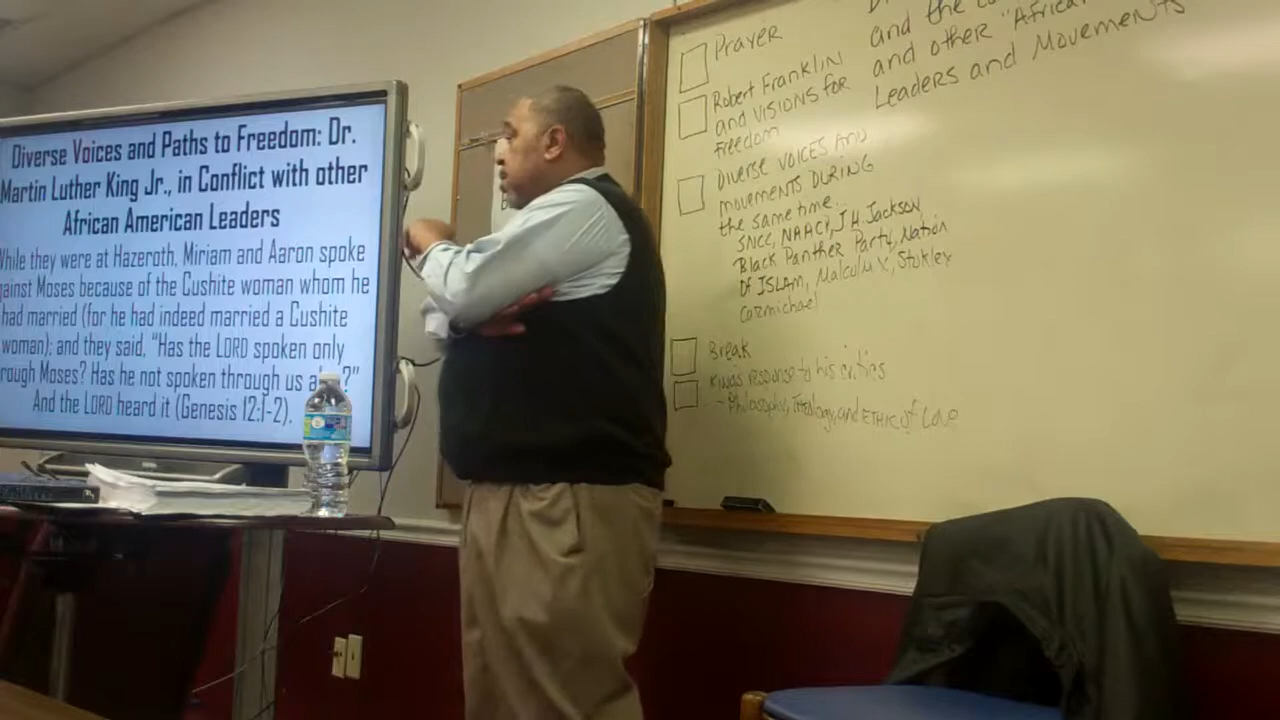 Diverse Voices and Paths to Freedom: Dr.
Martin Luther King Jr., in Conflict with other
African American Leaders
While they were at Hazeroth, Miriam and Aaron spoke
gainst Moses because of the Cushite woman whom he
had married (for he had indeed married a Cushite
woman); and they said, “Has the LORD spoken only
rough Moses? Has he not spoken through us a ?”
And the LORD heard it (Genesis 12:1-2).
and the
and other "African
Leaders and Movements
Prayer
Robert Franklin
and VISIONS for
freedom
Diverse Voices AND
movements DURING
the same time.
SNCC, NAACP, J.H. Jackson
Black Panther Party, Nation
Of ISLAM, Malculm X, Stokley
Carmichael
Break
Kings response to his critics
- Philosophy, Theology, and ETHIC of Love